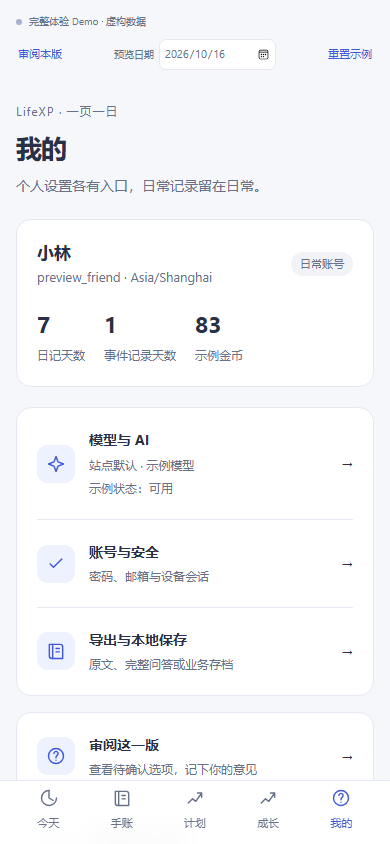 完整体验 Demo · 虚构数据
审阅本版 预览日期 2026/10/16 重置示例
LifeXP · 一页一日
我的
个人设置各有入口，日常记录留在日常。
小林
preview_friend · Asia/Shanghai
日常账号
7 1 83
日记天数 事件记录天数 示例金币
模型与 AI
站点默认 · 示例模型
示例状态：可用
→
账号与安全
密码、邮箱与设备会话
→
导出与本地保存
原文、完整问答或业务存档
→
审阅这一版
查看待确认选项，记下你的意见
→
今天 手账 计划 成长 我的